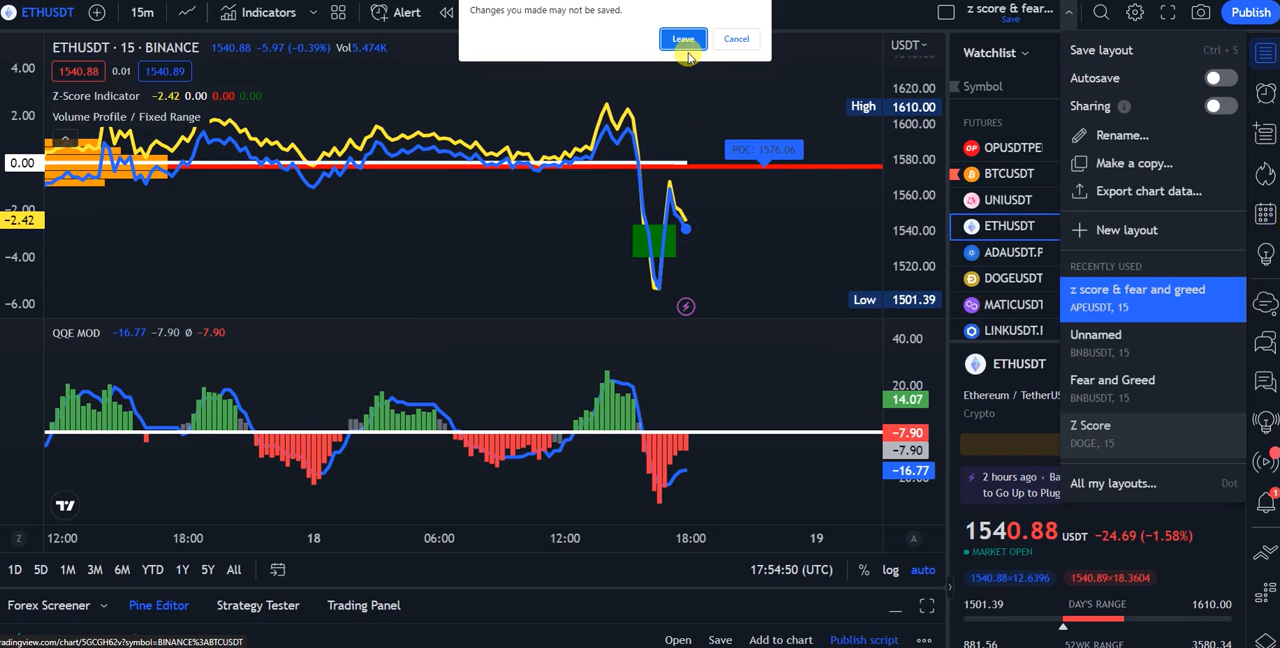 ETHUSDT
15m
Indicators
Alert
Changes you made may not be saved.
Leave
Cancel
z score & fear...
Save
Publish
ETHUSDT · 15 · BINANCE
1540.88 −5.97 (−0.39%) Vol5.474K
1540.88
0.01
1540.89
Z-Score Indicator −2.42 0.00 0.00 0.00
Volume Profile / Fixed Range
4.00
2.00
0.00
−2.00
−2.42
−4.00
−6.00
USDT
1620.00
High 1610.00
1600.00
1580.00
1560.00
1540.00
1520.00
Low 1501.39
POC: 1576.06
QQE MOD −16.77 −7.90 Ø −7.90
40.00
20.00
14.07
−7.90
−7.90
−16.77
Z
12:00
18:00
18
06:00
12:00
18:00
19
A
1D
5D
1M
3M
6M
YTD
1Y
5Y
All
17:54:50 (UTC)
%
log
auto
Forex Screener
Pine Editor
Strategy Tester
Trading Panel
Open
Save
Add to chart
Publish script
tradingview.com/chart/5GCGH62v?symbol=BINANCE%3ABTCUSDT
Watchlist
Symbol
FUTURES
OP
OPUSDTPE
BTCUSDT
UNIUSDT
ETHUSDT
ADAUSDT.F
DOGEUSDT
MATICUSDT
LINKUSDT.F
ETHUSDT
Ethereum / TetherUS
Crypto
2 hours ago · Ba
to Go Up to Plug
1540.88 USDT −24.69 (−1.58%)
MARKET OPEN
1540.88×12.6396
1540.89×18.3604
1501.39
DAY'S RANGE
1610.00
881.56
52WK RANGE
3580.34
Save layout
Ctrl + S
Autosave
Sharing
Rename...
Make a copy...
Export chart data...
New layout
RECENTLY USED
z score & fear and greed
APEUSDT, 15
Unnamed
BNBUSDT, 15
Fear and Greed
BNBUSDT, 15
Z Score
DOGE, 15
All my layouts...
Dot
1